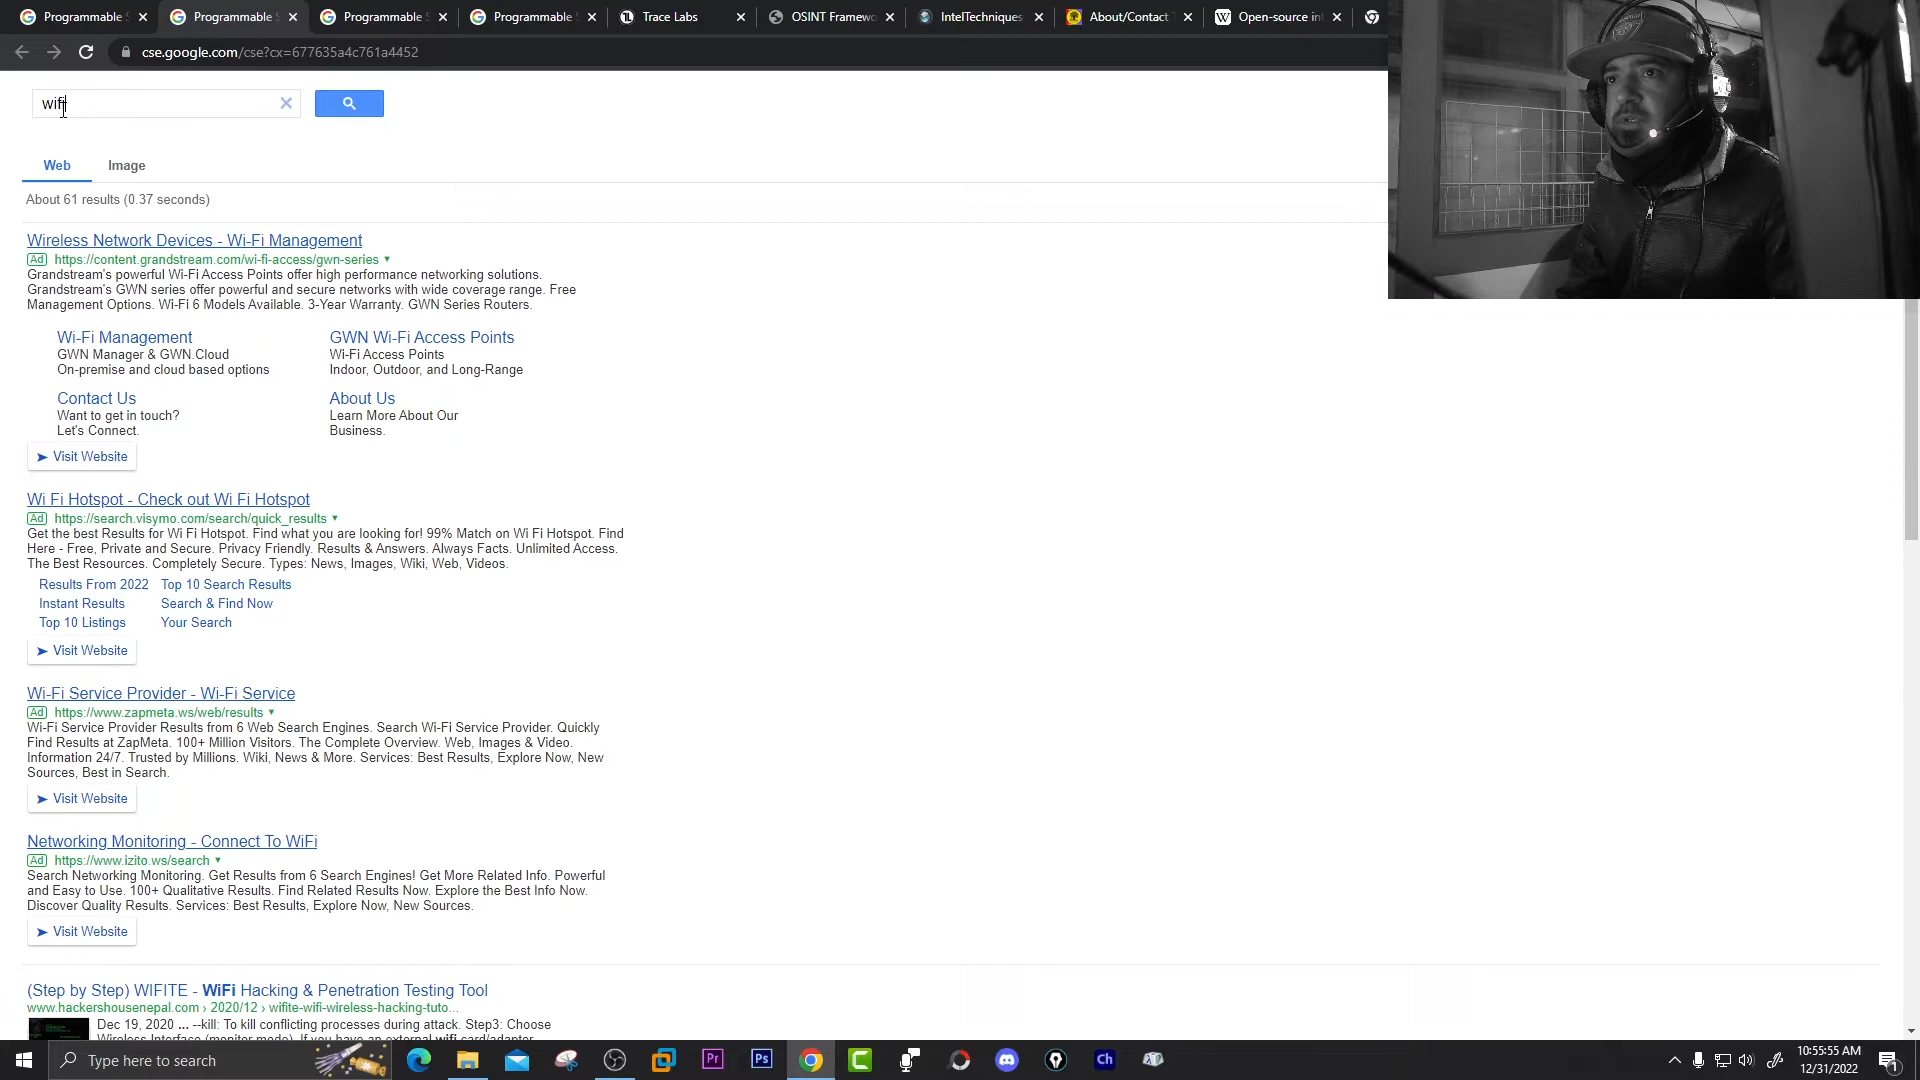 Programmable S
Programmable S
Programmable S
Programmable S
Trace Labs
OSINT Framewo
IntelTechniques
About/Contact
Open-source in
cse.google.com/cse?cx=677635a4c761a4452
wifi
Web
Image
About 61 results (0.37 seconds)
Wireless Network Devices - Wi-Fi Management
Ad https://content.grandstream.com/wi-fi-access/gwn-series
Grandstream's powerful Wi-Fi Access Points offer high performance networking solutions.
Grandstream's GWN series offer powerful and secure networks with wide coverage range. Free
Management Options. Wi-Fi 6 Models Available. 3-Year Warranty. GWN Series Routers.
Wi-Fi Management
GWN Manager & GWN.Cloud
On-premise and cloud based options
GWN Wi-Fi Access Points
Wi-Fi Access Points
Indoor, Outdoor, and Long-Range
Contact Us
Want to get in touch?
Let's Connect.
About Us
Learn More About Our
Business.
Visit Website
Wi Fi Hotspot - Check out Wi Fi Hotspot
Ad https://search.visymo.com/search/quick_results
Get the best Results for Wi Fi Hotspot. Find what you are looking for! 99% Match on Wi Fi Hotspot. Find
Here - Free, Private and Secure. Privacy Friendly. Results & Answers. Always Facts. Unlimited Access.
The Best Resources. Completely Secure. Types: News, Images, Wiki, Web, Videos.
Results From 2022 Top 10 Search Results
Instant Results Search & Find Now
Top 10 Listings Your Search
Visit Website
Wi-Fi Service Provider - Wi-Fi Service
Ad https://www.zapmeta.ws/web/results
Wi-Fi Service Provider Results from 6 Web Search Engines. Search Wi-Fi Service Provider. Quickly
Find Results at ZapMeta. 100+ Million Visitors. The Complete Overview. Web, Images & Video.
Information 24/7. Trusted by Millions. Wiki, News & More. Services: Best Results, Explore Now, New
Sources, Best in Search.
Visit Website
Networking Monitoring - Connect To WiFi
Ad https://www.izito.ws/search
Search Networking Monitoring. Get Results from 6 Search Engines! Get More Related Info. Powerful
and Easy to Use. 100+ Qualitative Results. Find Related Results Now. Explore the Best Info Now.
Discover Quality Results. Services: Best Results, Explore Now, New Sources.
Visit Website
(Step by Step) WIFITE - WiFi Hacking & Penetration Testing Tool
www.hackershousenepal.com › 2020/12 › wifite-wifi-wireless-hacking-tuto...
Dec 19, 2020 ... --kill: To kill conflicting processes during attack. Step3: Choose
Wireless Interface (monitor mode). If you have an external wifi card/adapter
Type here to search
Pr
Ps
Ch
10:55:55 AM
12/31/2022
1